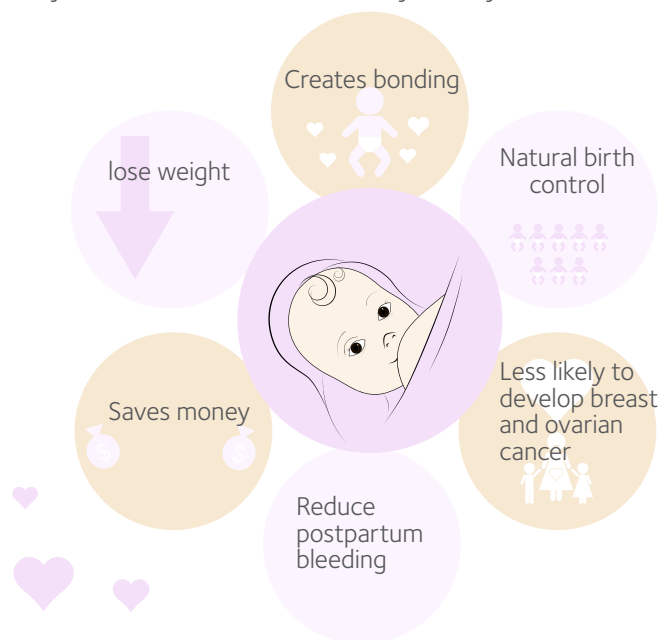 Creates bonding
Natural birth
control
Less likely to
develop breast
and ovarian
cancer
Reduce
postpartum
bleeding
Saves money
$
$
lose weight